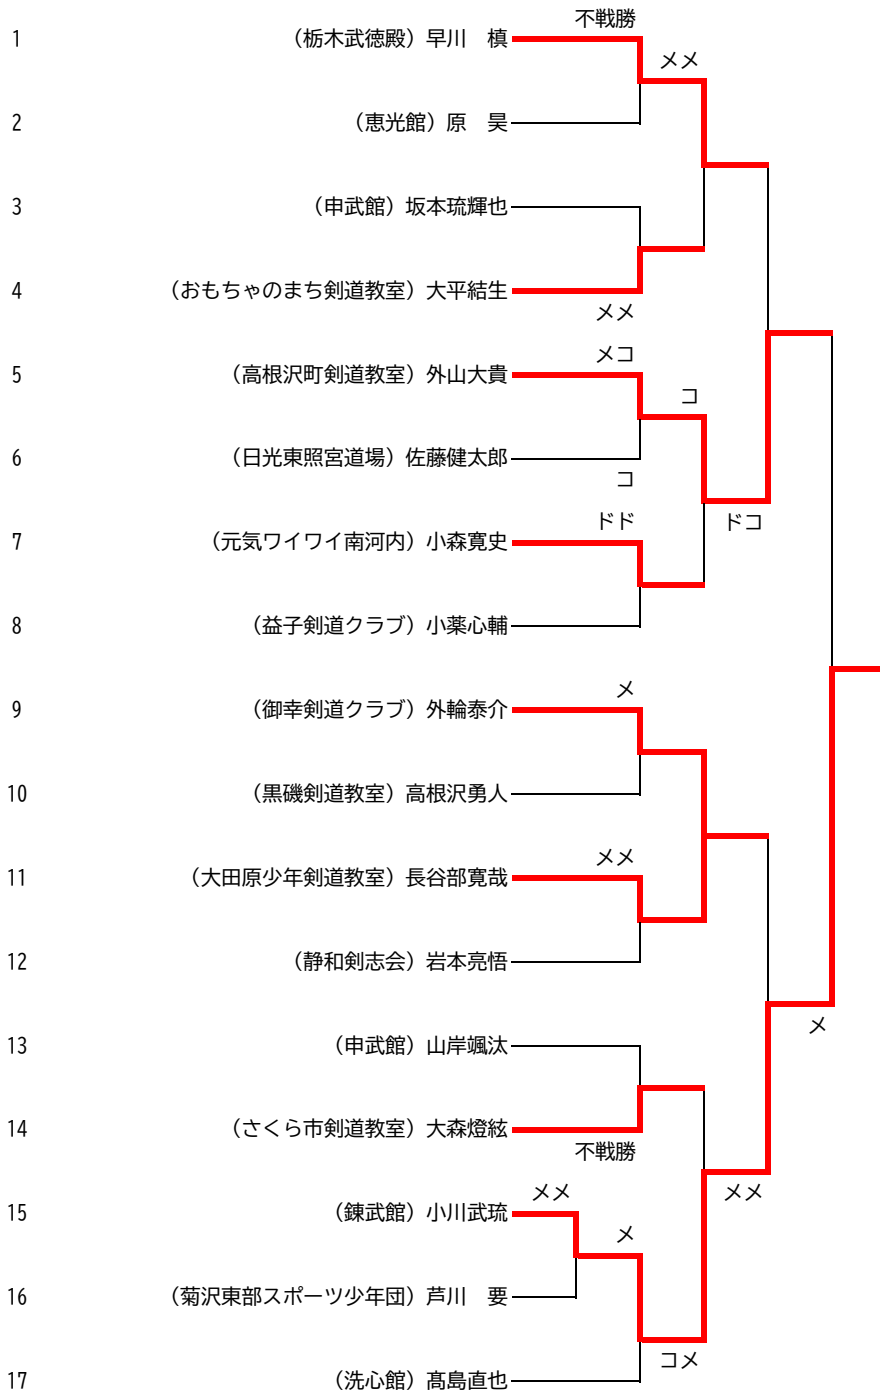 不戦勝
1 （栃木武徳殿）早川　槙
メメ
2 （恵光館）原　昊
3 （申武館）坂本琉輝也
4 （おもちゃのまち剣道教室）大平結生
メメ
メコ
5 （高根沢町剣道教室）外山大貴
コ
6 （日光東照宮道場）佐藤健太郎
コ
ドド
ドコ
7 （元気ワイワイ南河内）小森寛史
8 （益子剣道クラブ）小薬心輔
メ
9 （御幸剣道クラブ）外輪泰介
10 （黒磯剣道教室）高根沢勇人
メメ
11 （大田原少年剣道教室）長谷部寛哉
12 （静和剣志会）岩本亮悟
メ
13 （申武館）山岸颯汰
14 （さくら市剣道教室）大森燈絃
不戦勝
メメ
メメ
15 （錬武館）小川武琉
メ
16 （菊沢東部スポーツ少年団）芦川　要
コメ
17 （洗心館）髙島直也